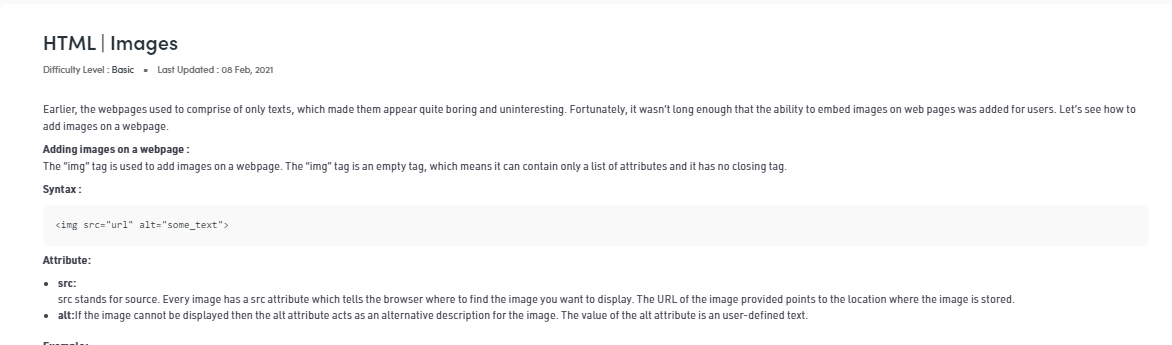 HTML | Images
Difficulty Level : Basic ▪ Last Updated : 08 Feb, 2021
Earlier, the webpages used to comprise of only texts, which made them appear quite boring and uninteresting. Fortunately, it wasn't long enough that the ability to embed images on web pages was added for users. Let's see how to
add images on a webpage.
Adding images on a webpage :
The "img" tag is used to add images on a webpage. The "img" tag is an empty tag, which means it can contain only a list of attributes and it has no closing tag.
Syntax :
<img src="url" alt="some_text">
Attribute:
• src:
src stands for source. Every image has a src attribute which tells the browser where to find the image you want to display. The URL of the image provided points to the location where the image is stored.
• alt:If the image cannot be displayed then the alt attribute acts as an alternative description for the image. The value of the alt attribute is an user-defined text.
Example: